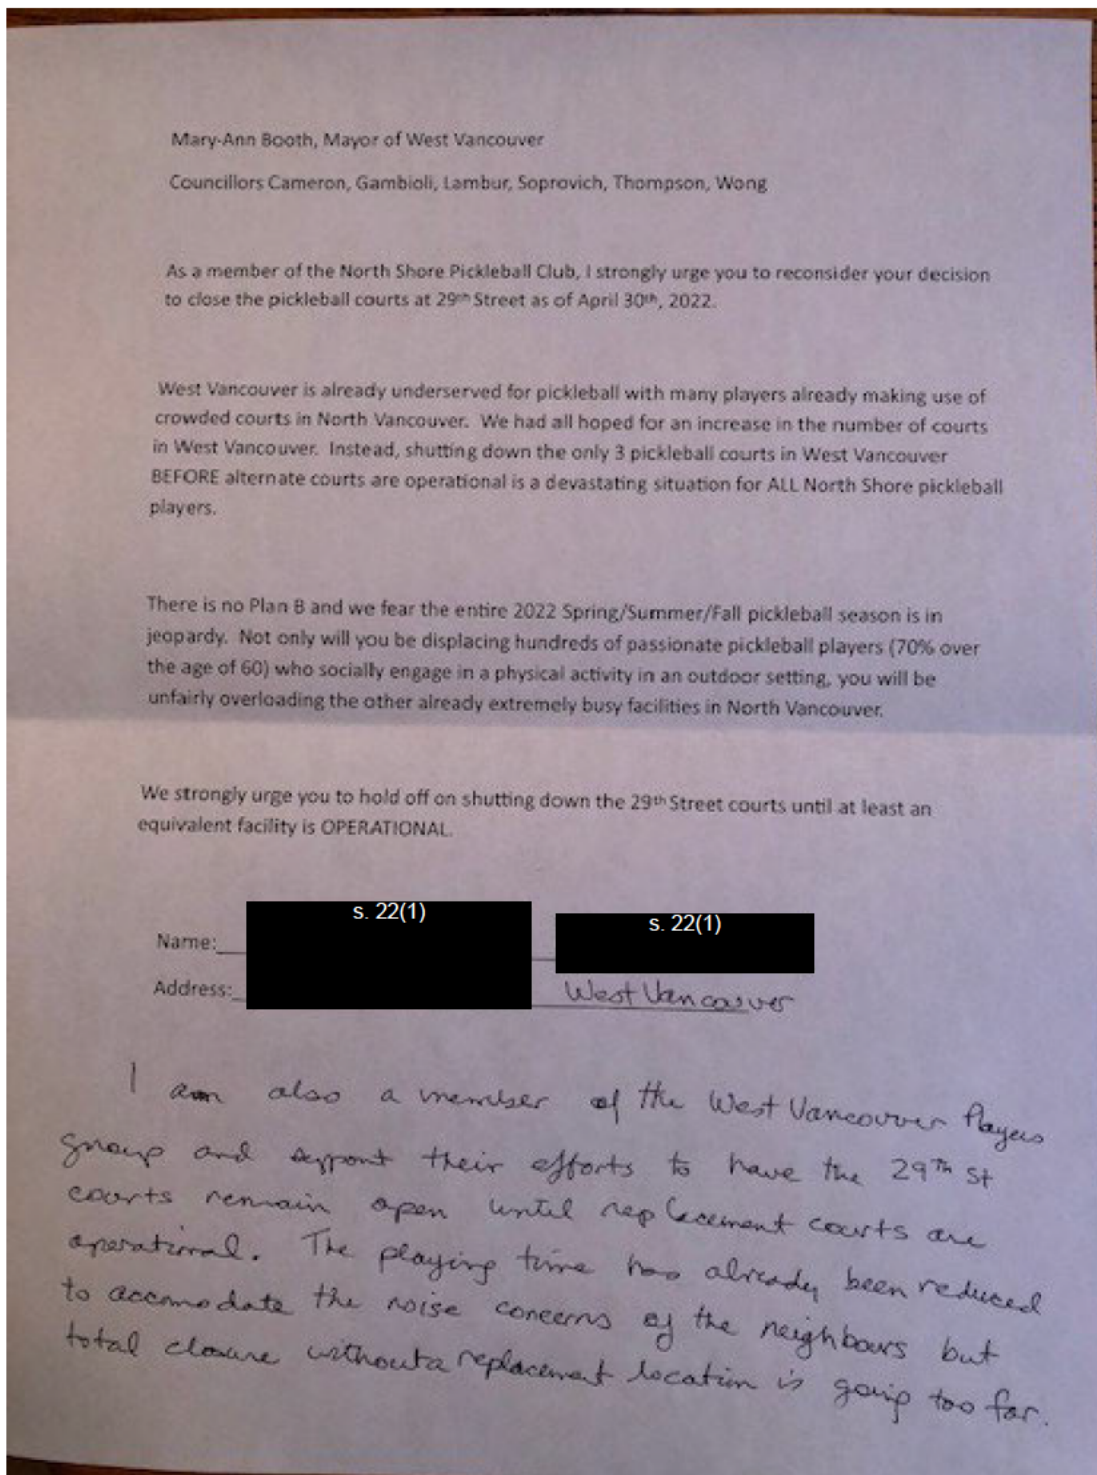 Mary-Ann Booth, Mayor of West Vancouver
Councillors Cameron, Gambioli, Lambur, Soprovich, Thompson, Wong
As a member of the North Shore Pickleball Club, I strongly urge you to reconsider your decision
to close the pickleball courts at 29th Street as of April 30th, 2022.
West Vancouver is already underserved for pickleball with many players already making use of
crowded courts in North Vancouver. We had all hoped for an increase in the number of courts
in West Vancouver. Instead, shutting down the only 3 pickleball courts in West Vancouver
BEFORE alternate courts are operational is a devastating situation for ALL North Shore pickleball
players.
There is no Plan B and we fear the entire 2022 Spring/Summer/Fall pickleball season is in
jeopardy. Not only will you be displacing hundreds of passionate pickleball players (70% over
the age of 60) who socially engage in a physical activity in an outdoor setting, you will be
unfairly overloading the other already extremely busy facilities in North Vancouver.
We strongly urge you to hold off on shutting down the 29th Street courts until at least an
equivalent facility is OPERATIONAL.
s. 22(1) s. 22(1)
Name:
Address: West Vancouver
I am also a member of the West Vancouver Players
group and support their efforts to have the 29th St
courts remain open until replacement courts are
operational. The playing time has already been reduced
to accomodate the noise concerns of the neighbours but
total closure without a replacement location is going too far.